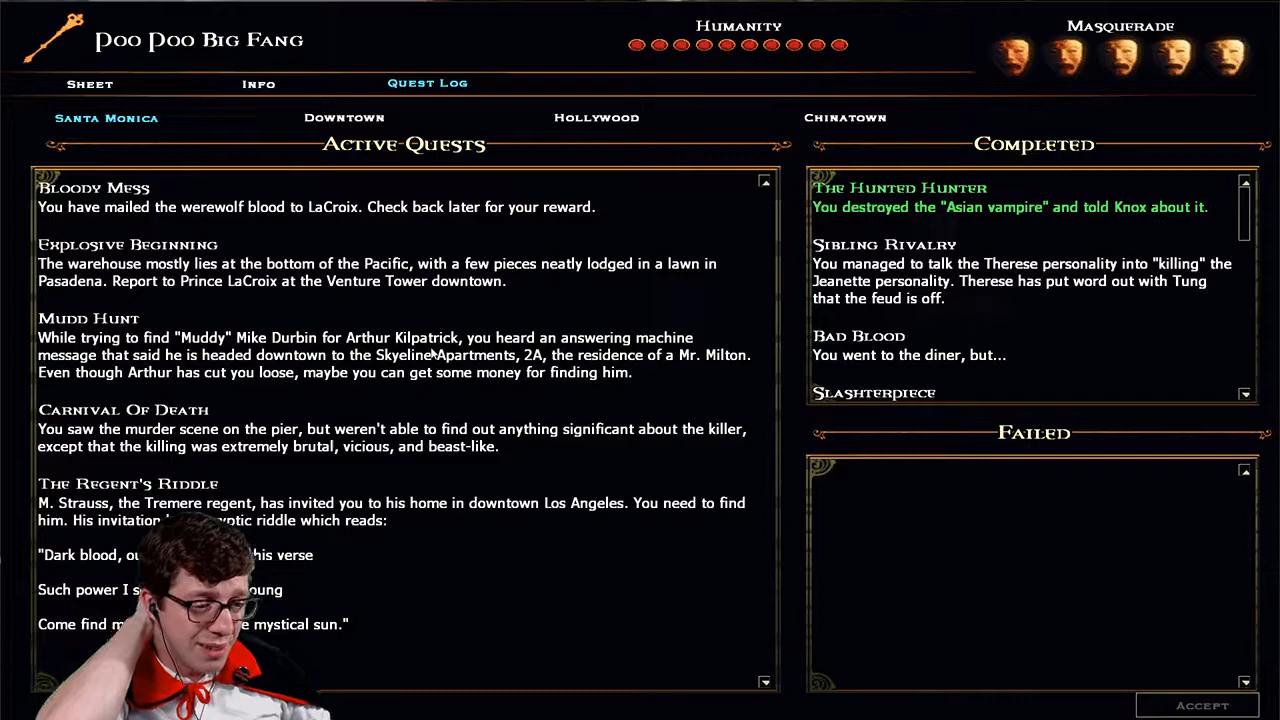 Poo Poo Big Fang
Humanity
Masquerade
Sheet
Info
Quest Log
Santa Monica
Downtown
Hollywood
Chinatown
Active Quests
Bloody Mess
You have mailed the werewolf blood to LaCroix. Check back later for your reward.
Explosive Beginning
The warehouse mostly lies at the bottom of the Pacific, with a few pieces neatly lodged in a lawn in
Pasadena. Report to Prince LaCroix at the Venture Tower downtown.
Mudd Hunt
While trying to find "Muddy" Mike Durbin for Arthur Kilpatrick, you heard an answering machine
message that said he is headed downtown to the Skyeline Apartments, 2A, the residence of a Mr. Milton.
Even though Arthur has cut you loose, maybe you can get some money for finding him.
Carnival Of Death
You saw the murder scene on the pier, but weren't able to find out anything significant about the killer,
except that the killing was extremely brutal, vicious, and beast-like.
The Regent's Riddle
M. Strauss, the Tremere regent, has invited you to his home in downtown Los Angeles. You need to find
him. His invitation riddle which reads:
"Dark blood, his verse
Such power I
Come find mystical sun."
Completed
The Hunted Hunter
You destroyed the "Asian vampire" and told Knox about it.
Sibling Rivalry
You managed to talk the Therese personality into "killing" the
Jeanette personality. Therese has put word out with Tung
that the feud is off.
Bad Blood
You went to the diner, but...
Slashterpiece
Failed
Accept